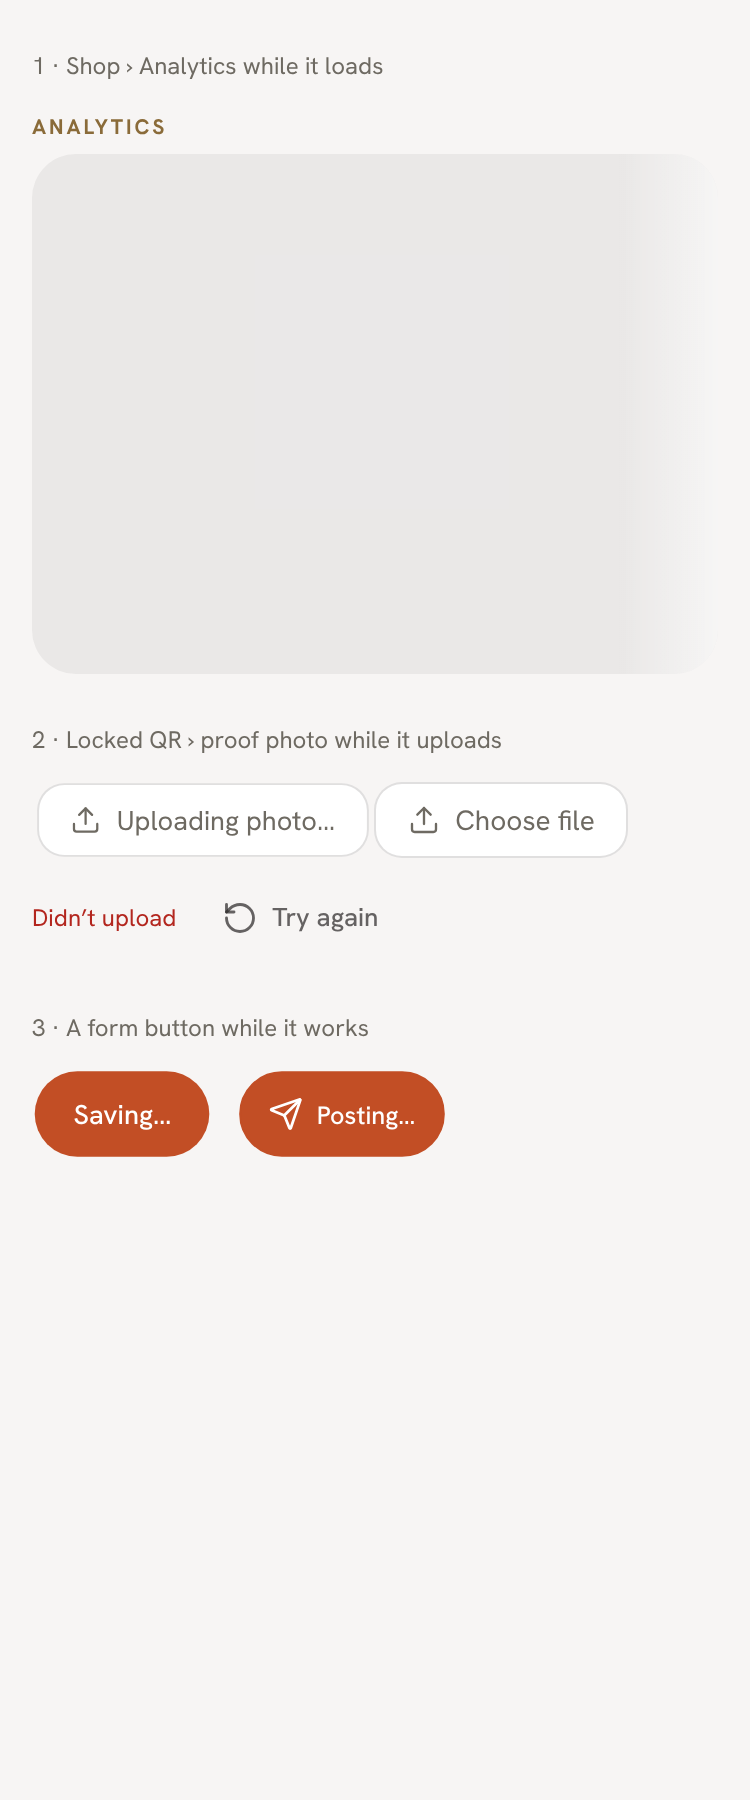 1 · Shop › Analytics while it loads
ANALYTICS
2 · Locked QR › proof photo while it uploads
Uploading photo… Choose file
Didn’t upload Try again
3 · A form button while it works
Saving… Posting…